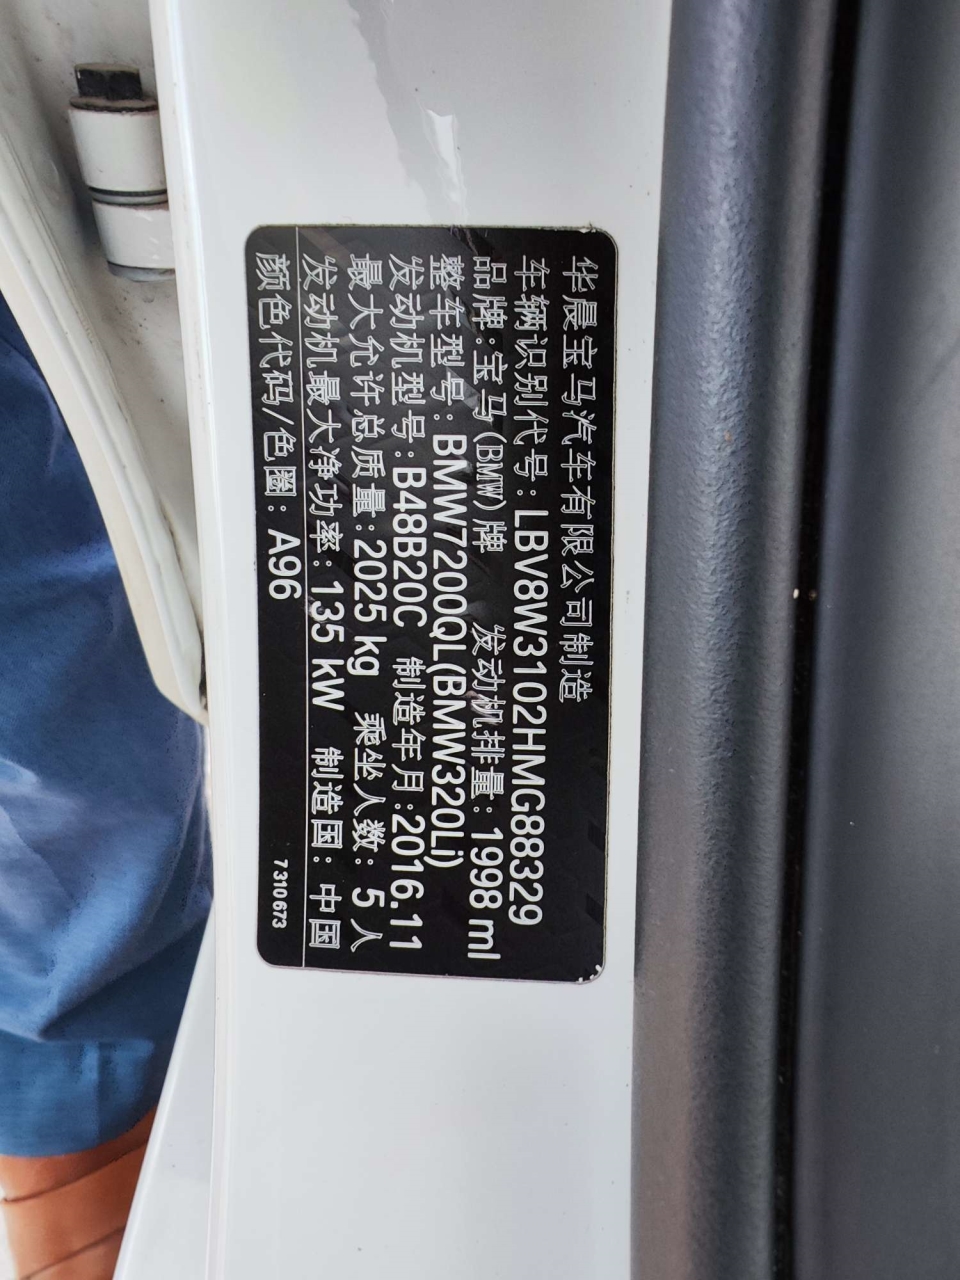 华晨宝马汽车有限公司制造
车辆识别代号:LBV8W3102HMG88329
品牌:宝马(BMW)牌 发动机排量:1998 ml
整车型号:BMW7200QL(BMW320Li)
发动机型号:B48B20C 制造年月:2016.11
最大允许总质量:2025 kg 乘坐人数:5人
发动机最大净功率:135 kW 制造国:中国
颜色代码/色圈:A96 7310673